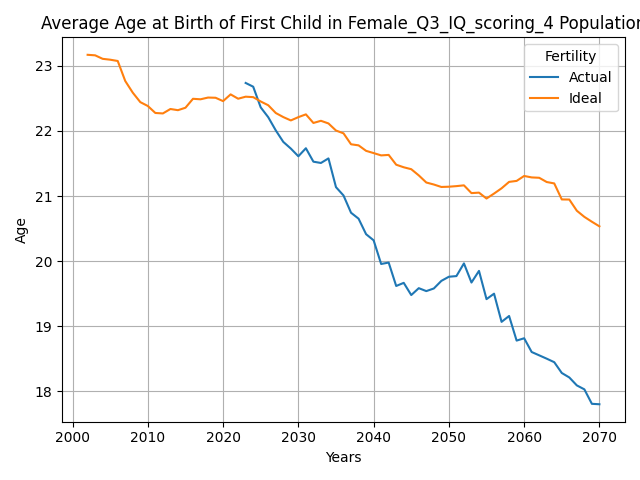 Average Age at Birth of First Child in Female_Q3_IQ_scoring_4 Population
Fertility
Actual
Ideal
23
22
21
20
19
18
Age
2000 2010 2020 2030 2040 2050 2060 2070
Years